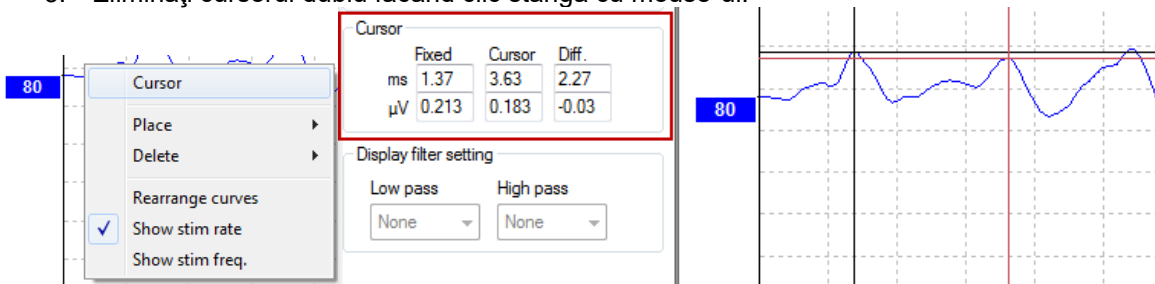 Cursor
Fixed Cursor Diff.
ms 1.37 3.63 2.27
µV 0.213 0.183 -0.03
80
Cursor
Place
Delete
Rearrange curves
Show stim rate
Show stim freq.
Display filter setting
Low pass High pass
None None
80